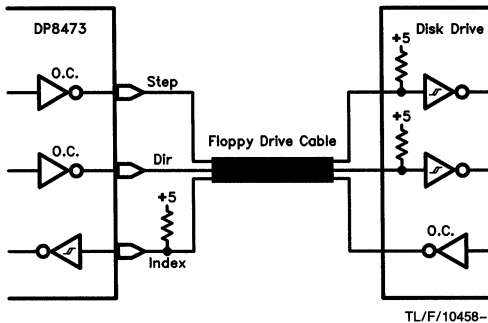 DP8473
Disk Drive
+5
O.C.
Step
+5
Floppy Drive Cable
O.C.
Dir
+5
O.C.
Index
TL/F/10458-